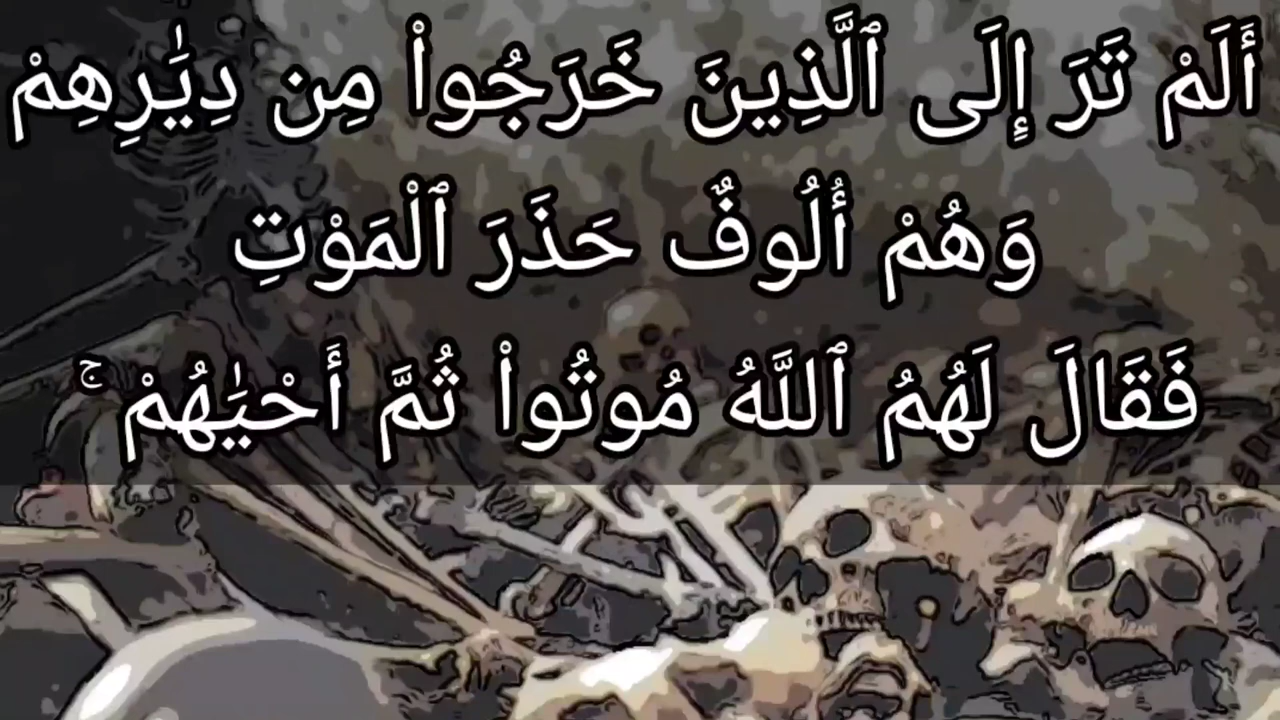 أَلَمْ تَرَ إِلَى ٱلَّذِينَ خَرَجُوا۟ مِن دِيَٰرِهِمْ
وَهُمْ أُلُوفٌ حَذَرَ ٱلْمَوْتِ
فَقَالَ لَهُمُ ٱللَّهُ مُوتُوا۟ ثُمَّ أَحْيَٰهُمْ ۚ